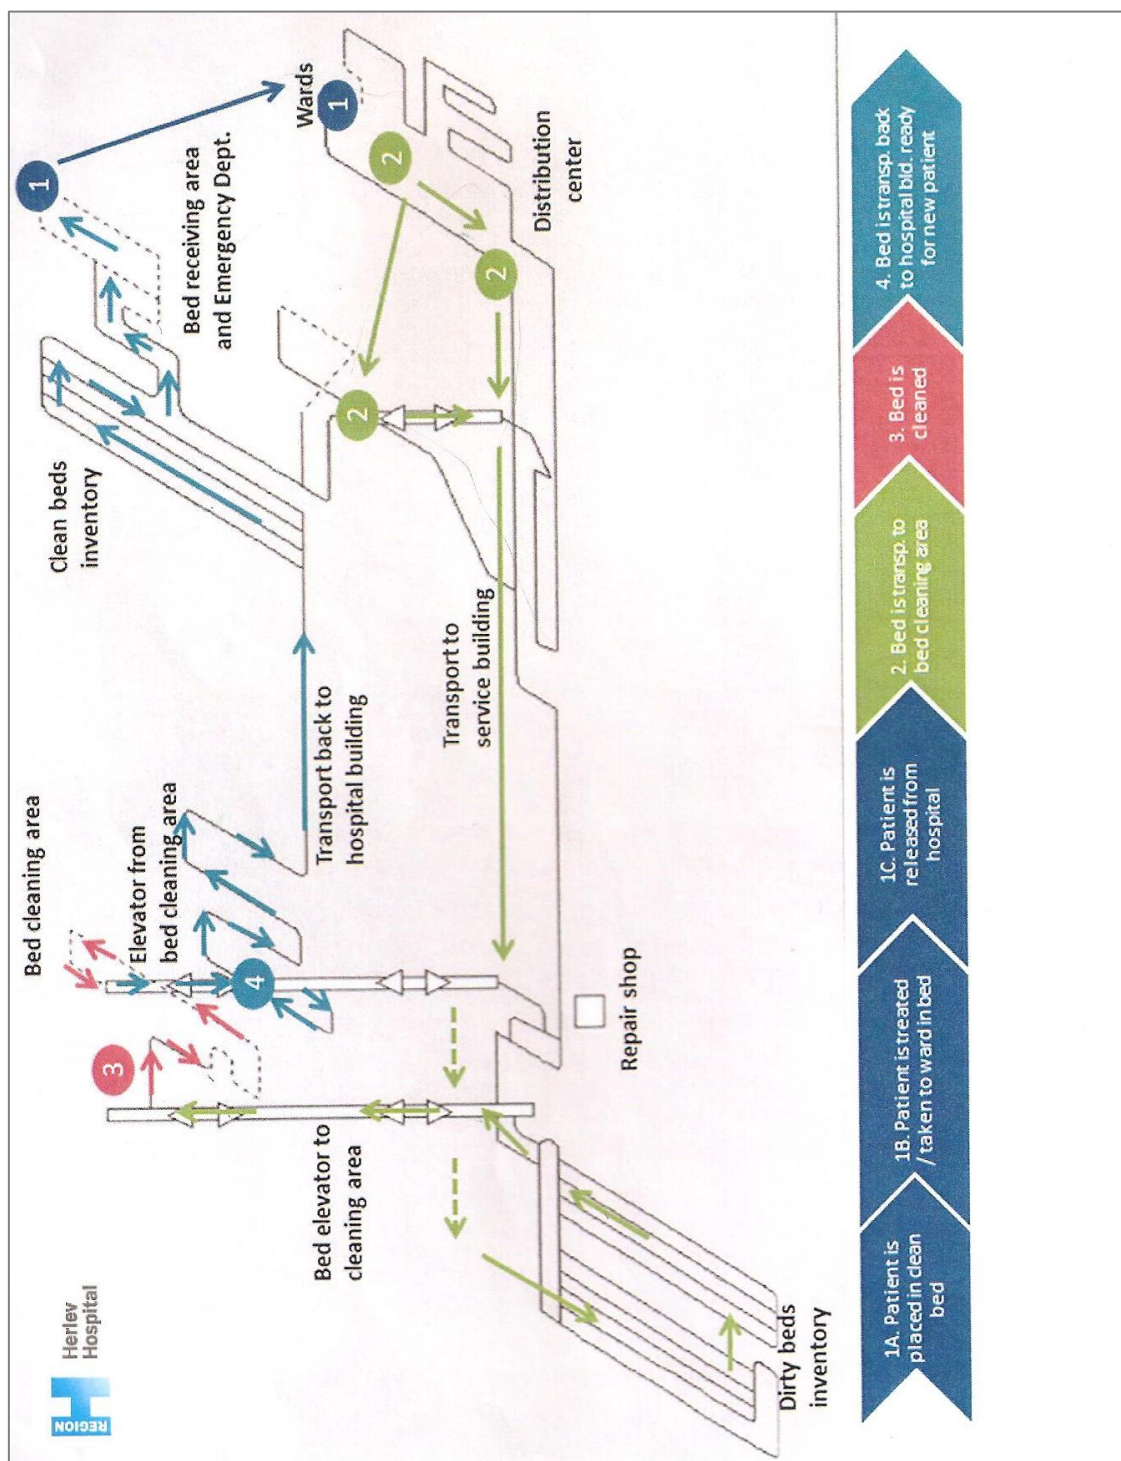 REGION
Herlev
Hospital
Bed cleaning area
Elevator from
bed cleaning area
Clean beds
inventory
1
Bed receiving area
and Emergency Dept.
Wards
1
3
4
2
2
2
Bed elevator to
cleaning area
Transport back to
hospital building
Transport to
service building
Distribution
center
Repair shop
Dirty beds
inventory
1A. Patient is
placed in clean
bed
1B. Patient is treated
/ taken to ward in bed
1C. Patient is
released from
hospital
2. Bed is transp. to
bed cleaning area
3. Bed is
cleaned
4. Bed is transp. back
to hospital bld. ready
for new patient